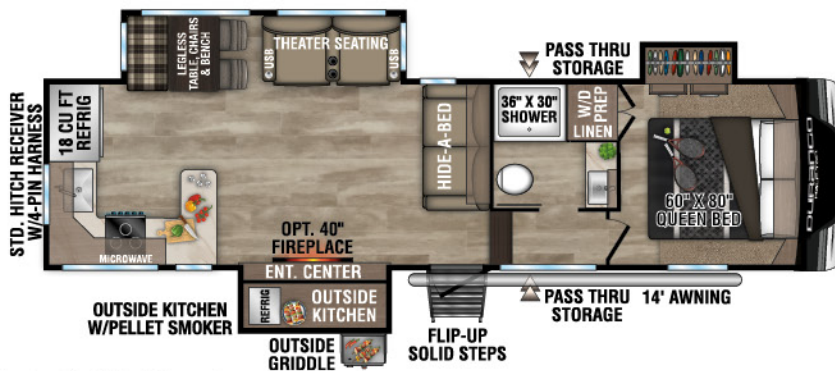 LEGLESS
TABLE, CHAIRS
& BENCH
USB
THEATER SEATING
USB
PASS THRU
STORAGE
STD. HITCH RECEIVER
W/4-PIN HARNESS
18 CU FT
REFRIG
HIDE-A-BED
36" X 30"
SHOWER
W/D
PREP
LINEN
60" X 80"
QUEEN BED
DURANGO
MICROWAVE
OPT. 40"
FIREPLACE
ENT. CENTER
OUTSIDE KITCHEN
W/PELLET SMOKER
REFRIG
OUTSIDE
KITCHEN
OUTSIDE
GRIDDLE
FLIP-UP
SOLID STEPS
PASS THRU
STORAGE
14' AWNING